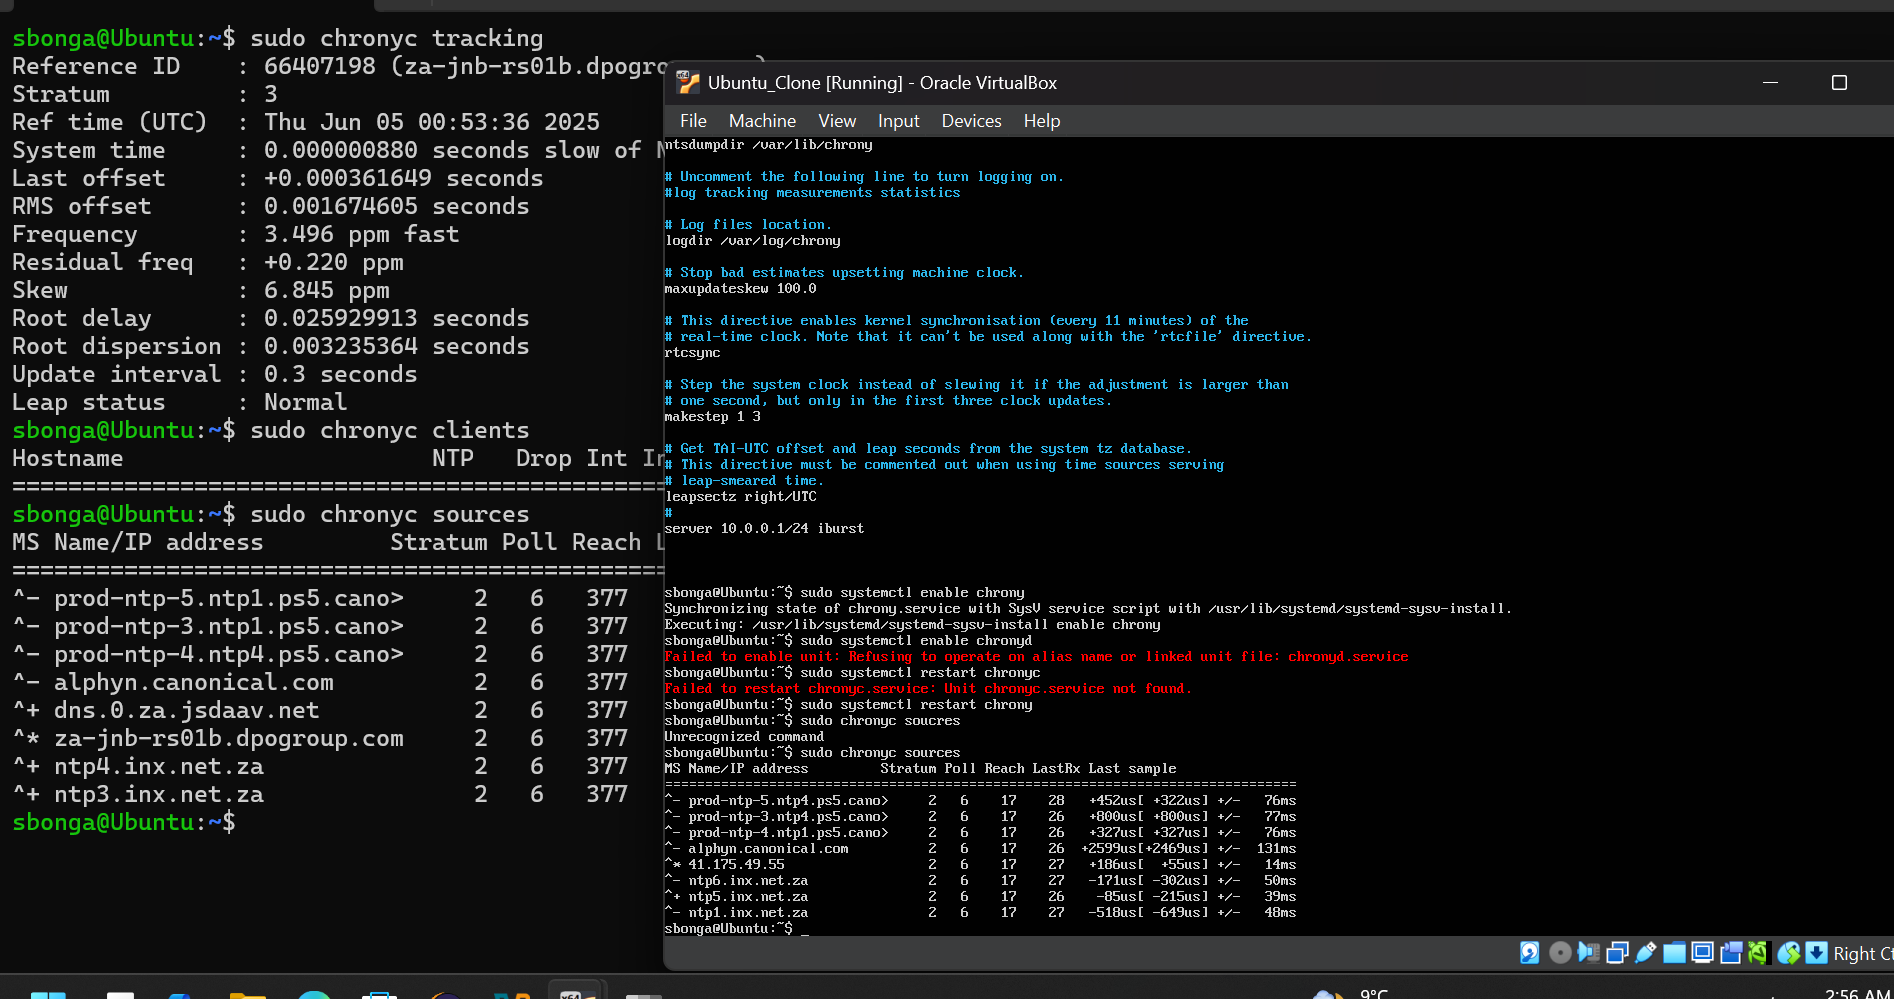 sbonga@Ubuntu:~$ sudo chronyc tracking
Reference ID    : 66407198 (za-jnb-rs01b.dpogro
Stratum         : 3
Ref time (UTC)  : Thu Jun 05 00:53:36 2025
System time     : 0.000000880 seconds slow of N
Last offset     : +0.000361649 seconds
RMS offset      : 0.001674605 seconds
Frequency       : 3.496 ppm fast
Residual freq   : +0.220 ppm
Skew            : 6.845 ppm
Root delay      : 0.025929913 seconds
Root dispersion : 0.003235364 seconds
Update interval : 0.3 seconds
Leap status     : Normal
sbonga@Ubuntu:~$ sudo chronyc clients
Hostname                      NTP   Drop Int In
===============================================
sbonga@Ubuntu:~$ sudo chronyc sources
MS Name/IP address         Stratum Poll Reach L
===============================================
^- prod-ntp-5.ntp1.ps5.cano>     2   6   377
^- prod-ntp-3.ntp1.ps5.cano>     2   6   377
^- prod-ntp-4.ntp4.ps5.cano>     2   6   377
^- alphyn.canonical.com          2   6   377
^+ dns.0.za.jsdaav.net           2   6   377
^* za-jnb-rs01b.dpogroup.com     2   6   377
^+ ntp4.inx.net.za               2   6   377
^+ ntp3.inx.net.za               2   6   377
sbonga@Ubuntu:~$
Ubuntu_Clone [Running] - Oracle VirtualBox
File Machine View Input Devices Help
ntsdumpdir /var/lib/chrony
# Uncomment the following line to turn logging on.
#log tracking measurements statistics
# Log files location.
logdir /var/log/chrony
# Stop bad estimates upsetting machine clock.
maxupdateskew 100.0
# This directive enables kernel synchronisation (every 11 minutes) of the
# real-time clock. Note that it can't be used along with the 'rtcfile' directive.
rtcsync
# Step the system clock instead of slewing it if the adjustment is larger than
# one second, but only in the first three clock updates.
makestep 1 3
# Get TAI-UTC offset and leap seconds from the system tz database.
# This directive must be commented out when using time sources serving
# leap-smeared time.
leapsectz right/UTC
#
server 10.0.0.1/24 iburst
sbonga@Ubuntu:~$ sudo systemctl enable chrony
Synchronizing state of chrony.service with SysV service script with /usr/lib/systemd/systemd-sysv-install.
Executing: /usr/lib/systemd/systemd-sysv-install enable chrony
sbonga@Ubuntu:~$ sudo systemctl enable chronyd
Failed to enable unit: Refusing to operate on alias name or linked unit file: chronyd.service
sbonga@Ubuntu:~$ sudo systemctl restart chronyc
Failed to restart chronyc.service: Unit chronyc.service not found.
sbonga@Ubuntu:~$ sudo systemctl restart chrony
sbonga@Ubuntu:~$ sudo chronyc soucres
Unrecognized command
sbonga@Ubuntu:~$ sudo chronyc sources
MS Name/IP address         Stratum Poll Reach LastRx Last sample
===============================================================================
^- prod-ntp-5.ntp4.ps5.cano>     2   6    17    28   +452us[ +322us] +/-   76ms
^- prod-ntp-3.ntp4.ps5.cano>     2   6    17    26   +800us[ +800us] +/-   77ms
^- prod-ntp-4.ntp1.ps5.cano>     2   6    17    26   +327us[ +327us] +/-   76ms
^- alphyn.canonical.com          2   6    17    26  +2599us[+2469us] +/-  131ms
^* 41.175.49.55                  2   6    17    27   +186us[  +55us] +/-   14ms
^- ntp6.inx.net.za               2   6    17    27   -171us[ -302us] +/-   50ms
^+ ntp5.inx.net.za               2   6    17    26    -85us[ -215us] +/-   39ms
^- ntp1.inx.net.za               2   6    17    27   -518us[ -649us] +/-   48ms
sbonga@Ubuntu:~$ _
Right Ct
9°C
2:56 AM